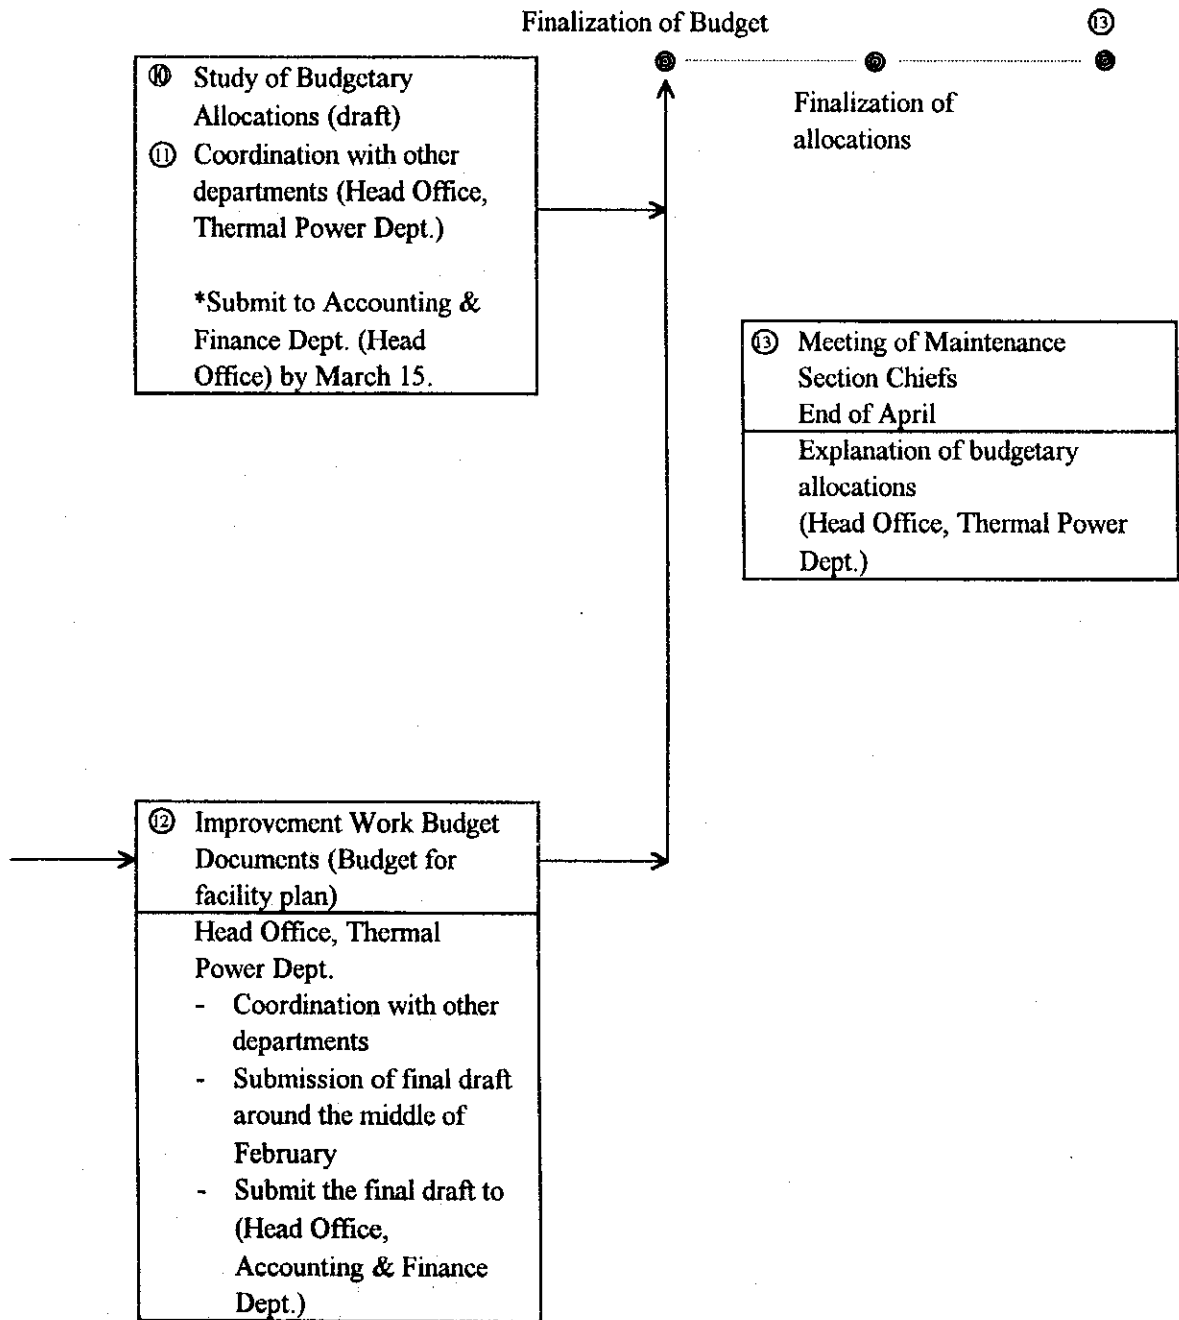 Finalization of Budget
⑬
⑩ Study of Budgetary
Allocations (draft)
⑪ Coordination with other
departments (Head Office,
Thermal Power Dept.)
*Submit to Accounting &
Finance Dept. (Head
Office) by March 15.
Finalization of
allocations
⑬ Meeting of Maintenance
Section Chiefs
End of April
Explanation of budgetary
allocations
(Head Office, Thermal Power
Dept.)
⑫ Improvement Work Budget
Documents (Budget for
facility plan)
Head Office, Thermal
Power Dept.
- Coordination with other
departments
- Submission of final draft
around the middle of
February
- Submit the final draft to
(Head Office,
Accounting & Finance
Dept.)